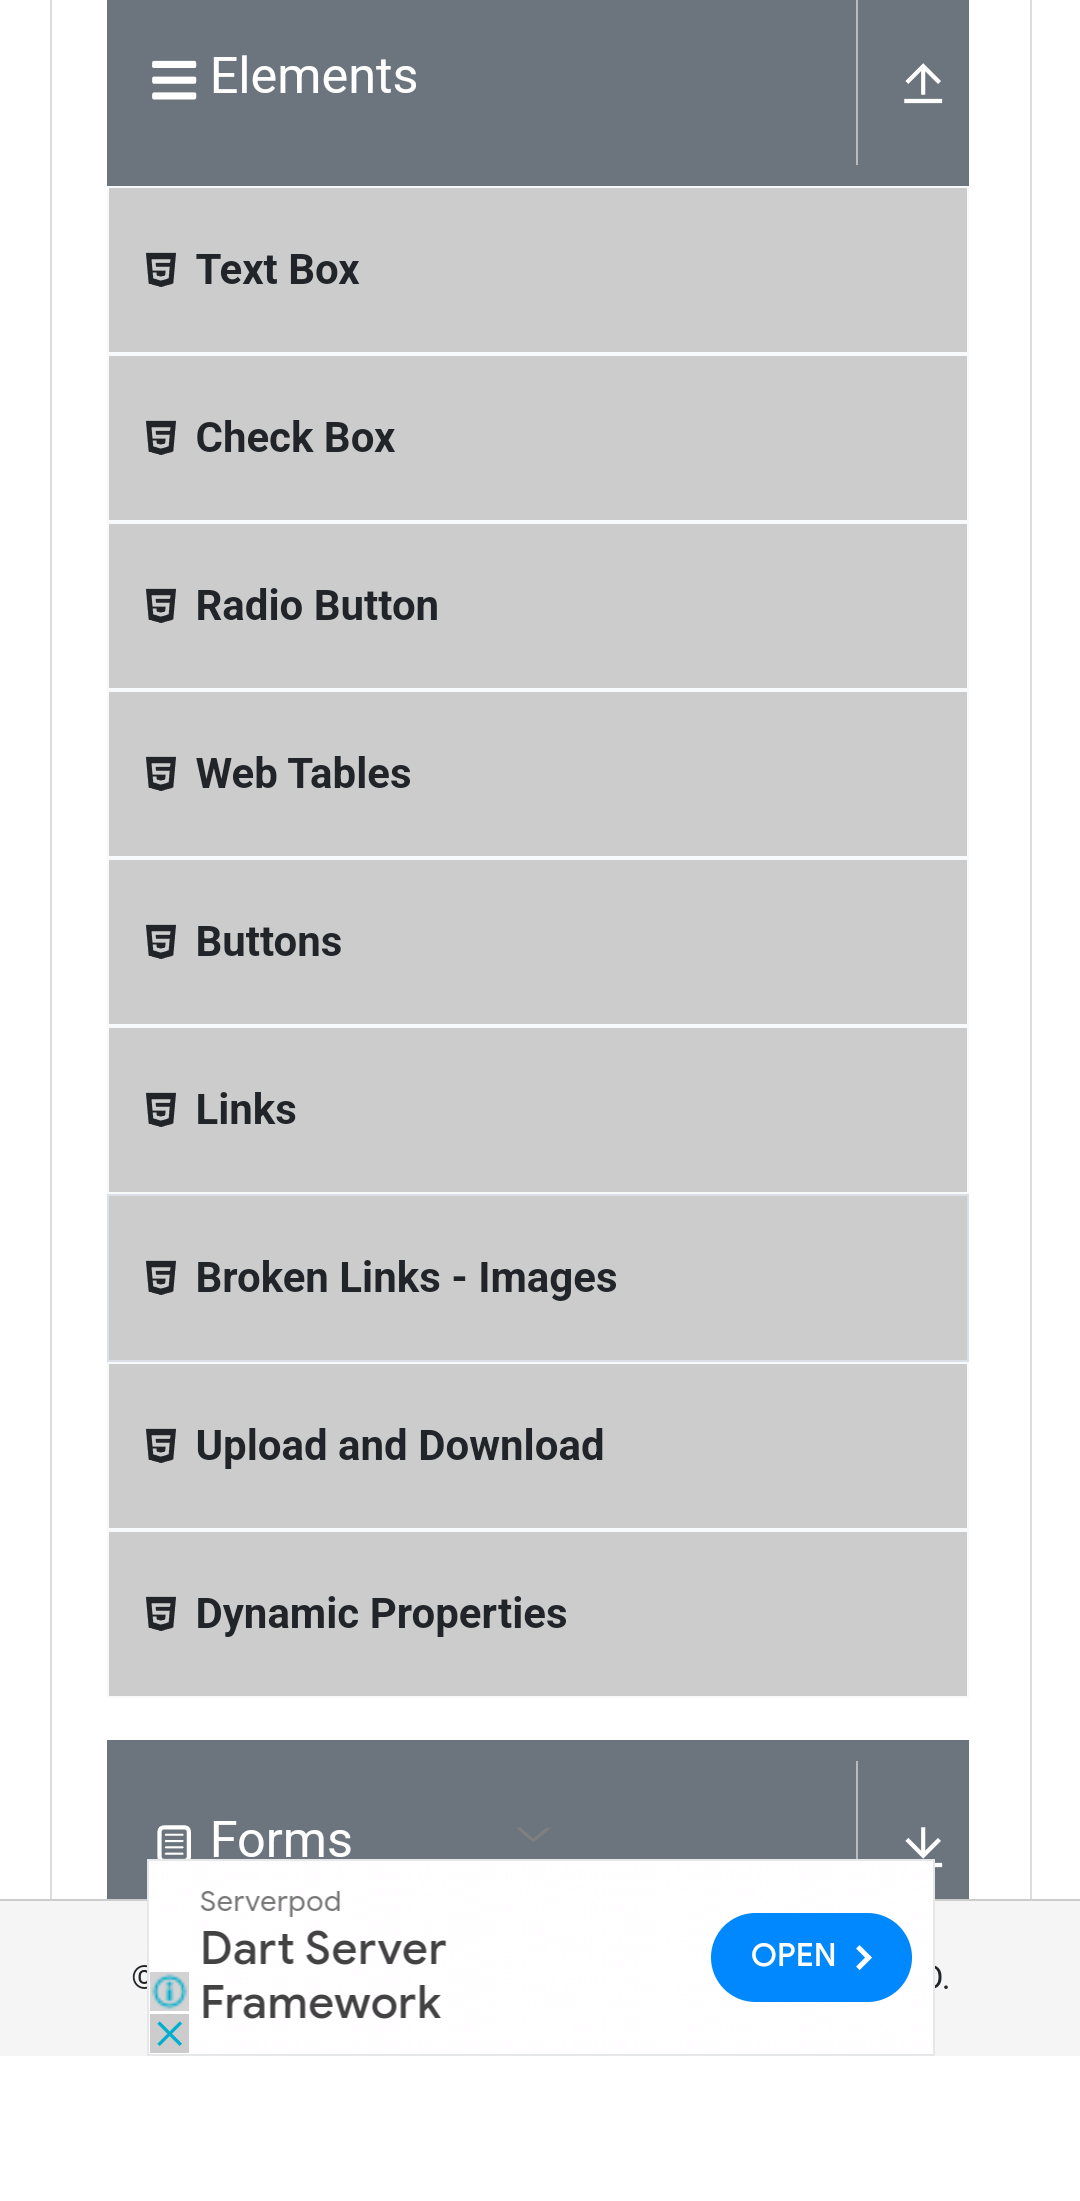 Elements
Text Box
Check Box
Radio Button
Web Tables
Buttons
Links
Broken Links - Images
Upload and Download
Dynamic Properties
Forms
Serverpod
Dart Server
Framework
OPEN
©
.